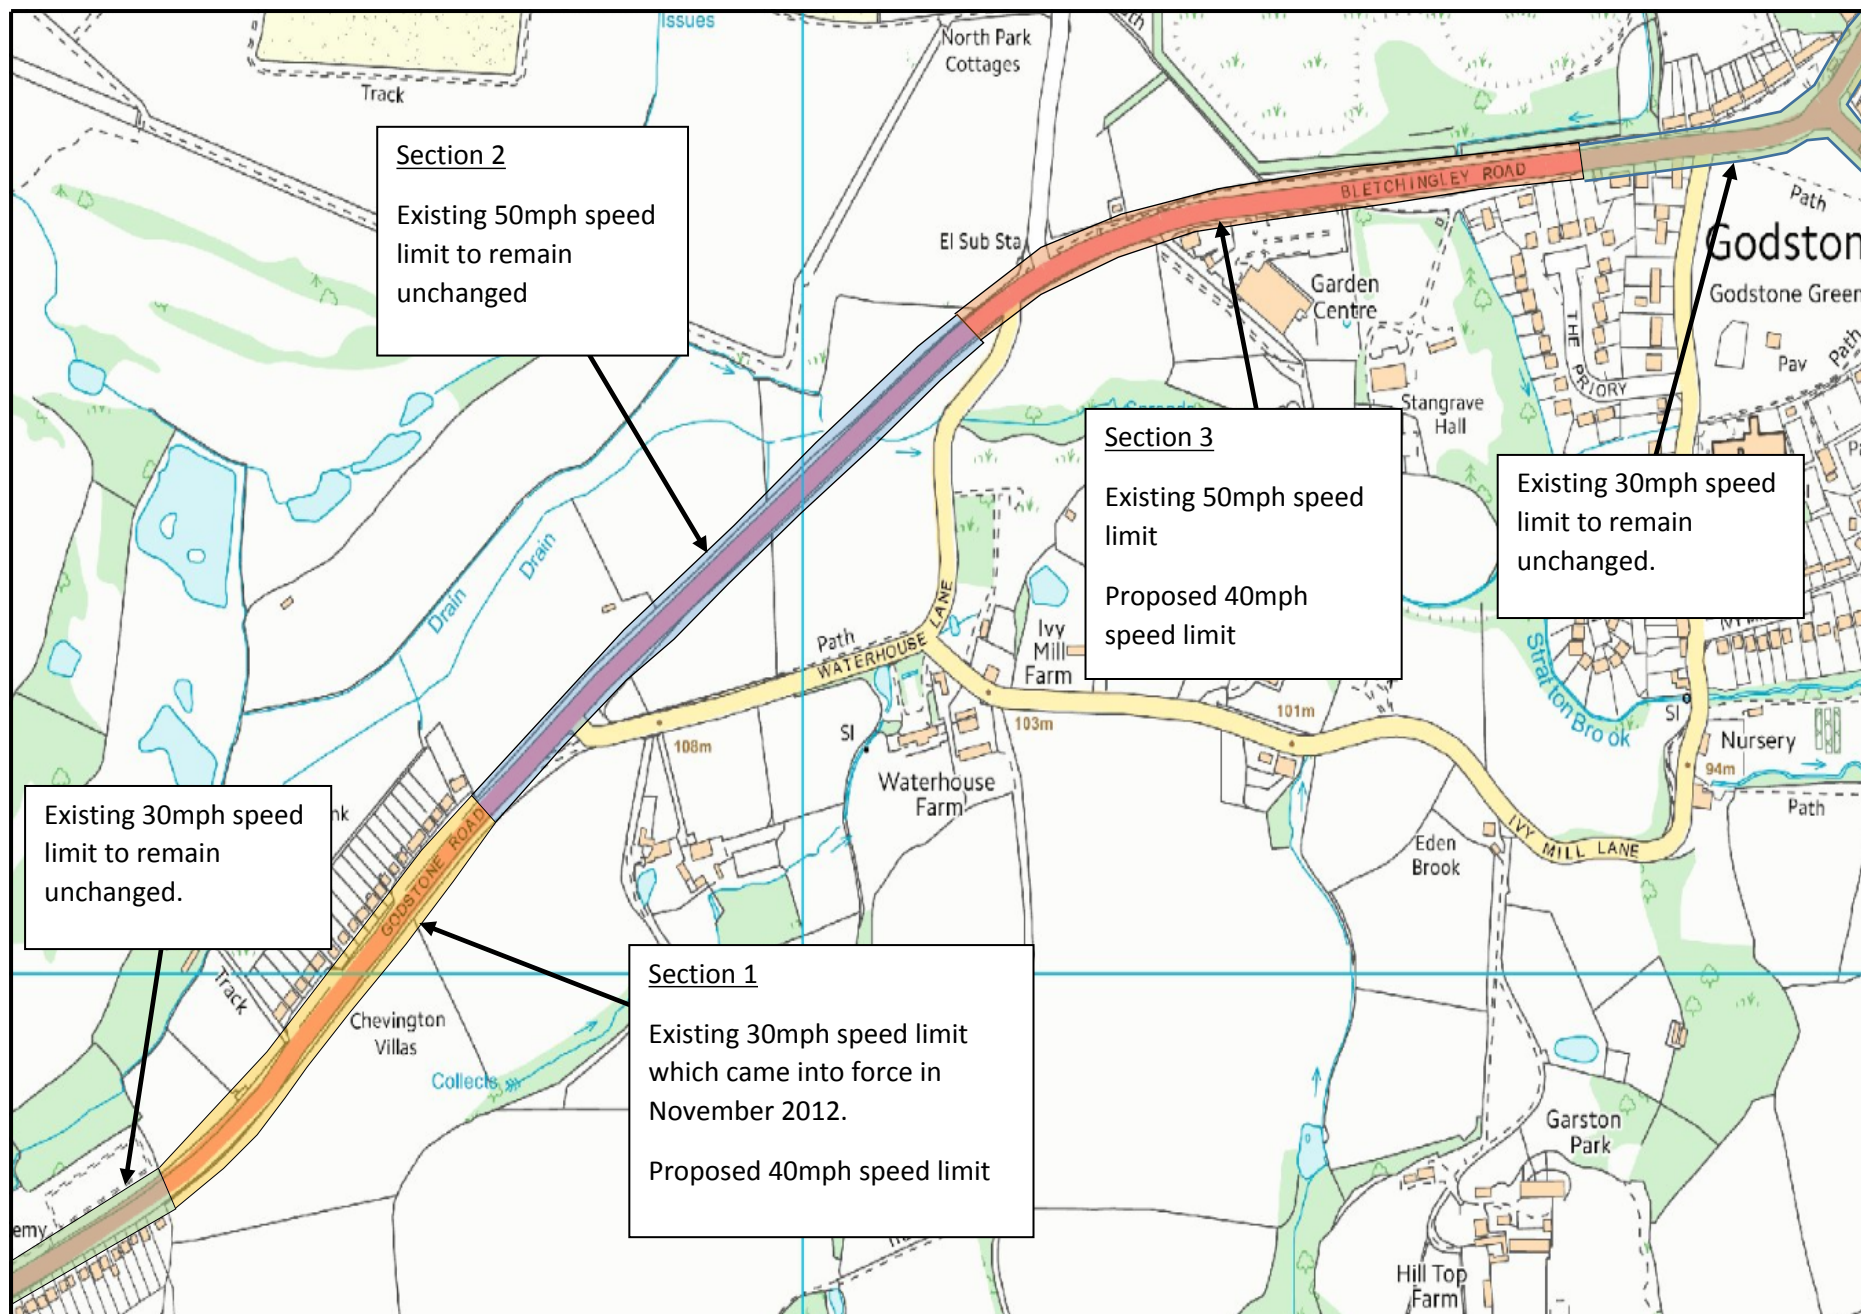 Issues
Track
North Park
Cottages
Path
Section 2
Existing 50mph speed
limit to remain
unchanged
El Sub Sta
BLETCHINGLEY ROAD
Path
Godston
Godstone Green
Garden
Centre
THE PRIORY
Pav
Path
Stangrave
Hall
Section 3
Existing 50mph speed
limit
Proposed 40mph
speed limit
Existing 30mph speed
limit to remain
unchanged.
Drain
Drain
Path
WATERHOUSE LANE
Ivy
Mill
Farm
Stratton Brook
108m
103m
101m
SI
SI
Nursery
94m
Path
Waterhouse
Farm
IVY MILL LANE
Eden
Brook
Existing 30mph speed
limit to remain
unchanged.
nk
GODSTONE ROAD
Track
Chevington
Villas
Collects
Section 1
Existing 30mph speed limit
which came into force in
November 2012.
Proposed 40mph speed limit
Garston
Park
emy
Hill Top
Farm